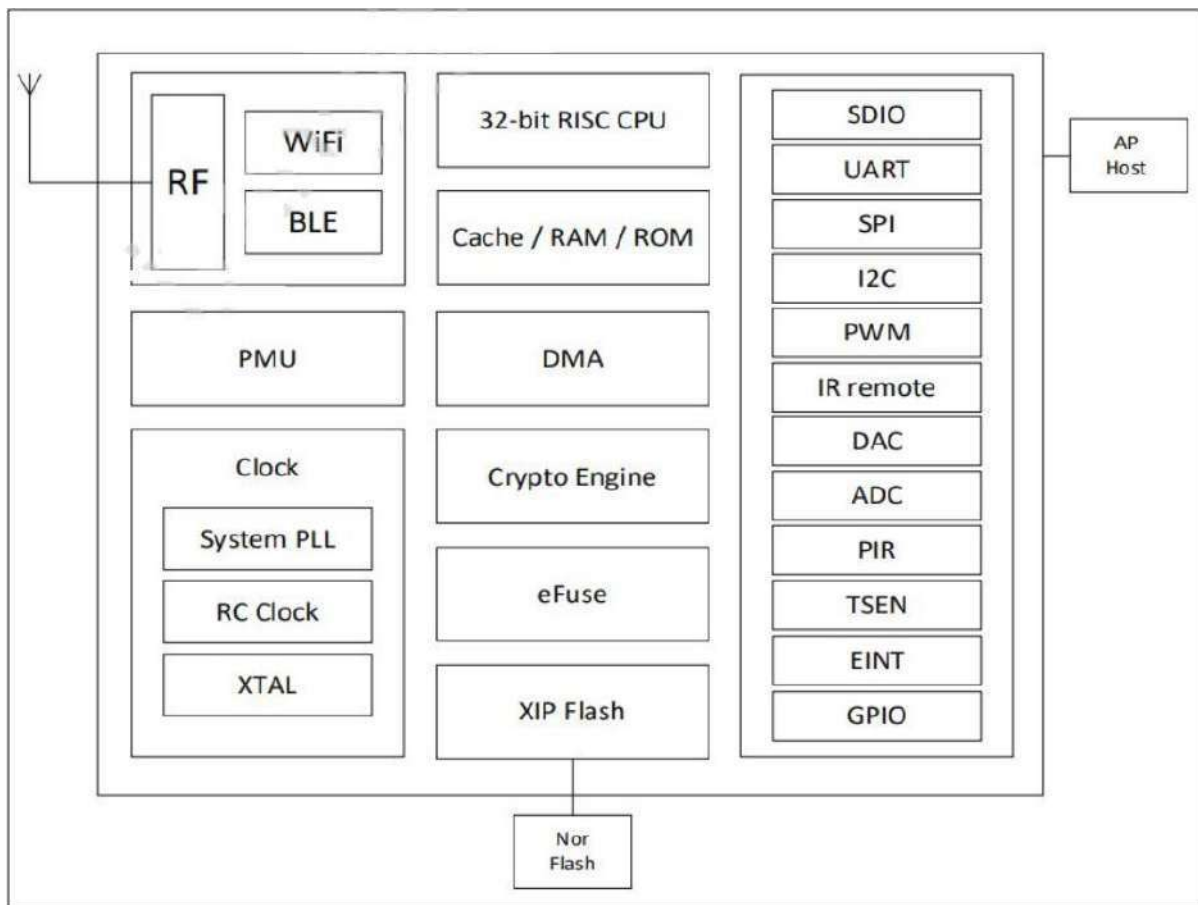 RF
WiFi
BLE
PMU
Clock
System PLL
RC Clock
XTAL
32-bit RISC CPU
Cache / RAM / ROM
DMA
Crypto Engine
eFuse
XIP Flash
SDIO
UART
SPI
I2C
PWM
IR remote
DAC
ADC
PIR
TSEN
EINT
GPIO
AP
Host
Nor
Flash